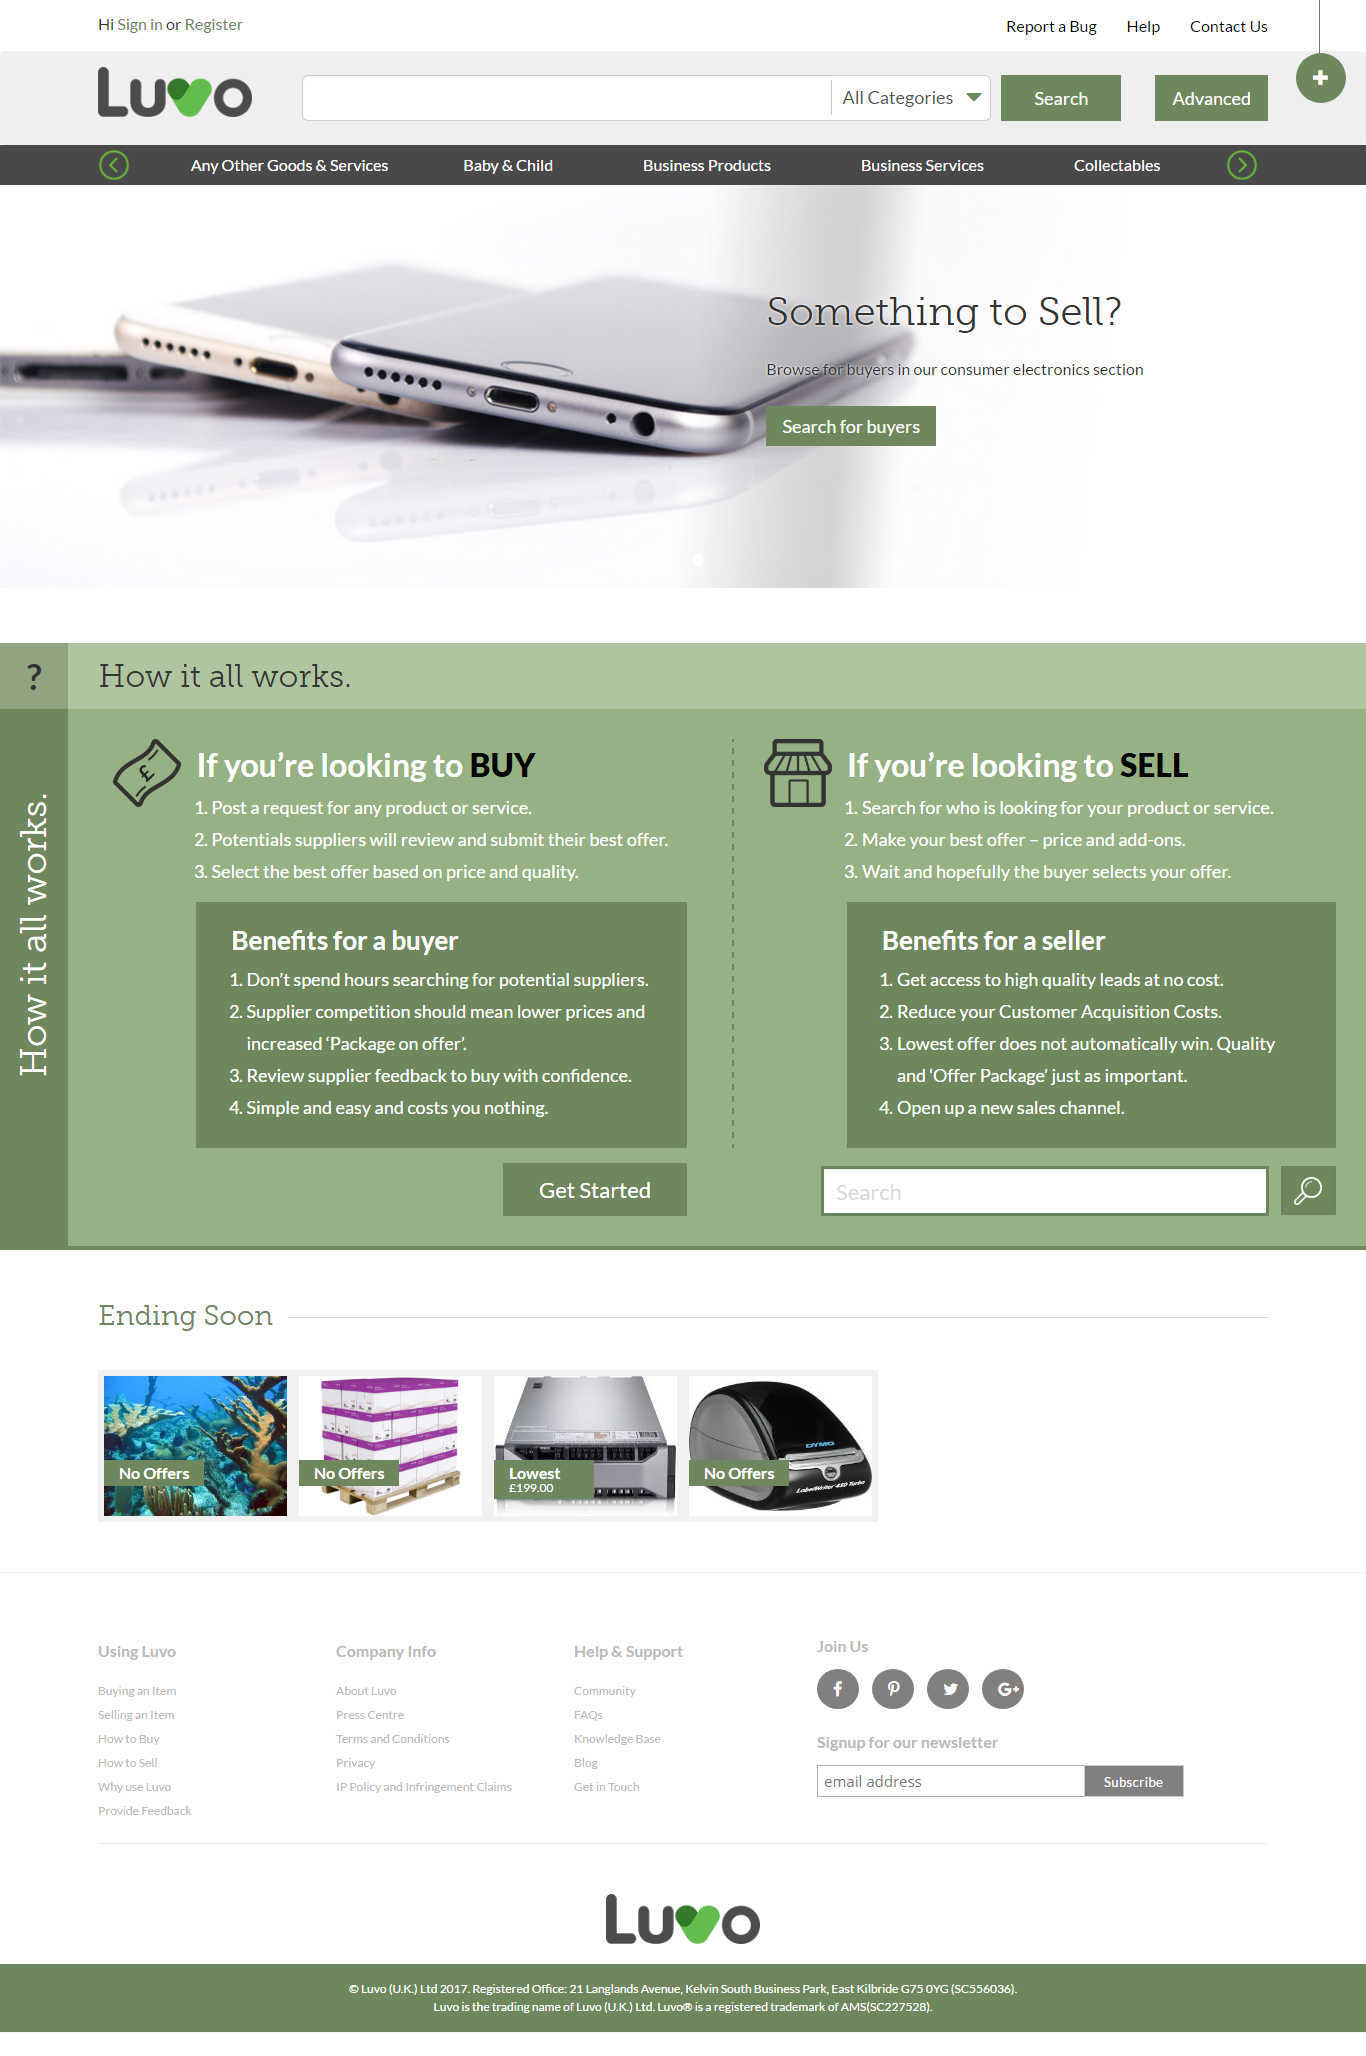 Hi Sign in or Register
Report a Bug
Help
Contact Us
Luvo
All Categories
Search
Advanced
Any Other Goods & Services
Baby & Child
Business Products
Business Services
Collectables
Something to Sell?
Browse for buyers in our consumer electronics section
Search for buyers
?
How it all works.
How it all works.
£
If you’re looking to BUY
1. Post a request for any product or service.
2. Potentials suppliers will review and submit their best offer.
3. Select the best offer based on price and quality.
Benefits for a buyer
1. Don’t spend hours searching for potential suppliers.
2. Supplier competition should mean lower prices and
increased ‘Package on offer’.
3. Review supplier feedback to buy with confidence.
4. Simple and easy and costs you nothing.
Get Started
If you’re looking to SELL
1. Search for who is looking for your product or service.
2. Make your best offer – price and add-ons.
3. Wait and hopefully the buyer selects your offer.
Benefits for a seller
1. Get access to high quality leads at no cost.
2. Reduce your Customer Acquisition Costs.
3. Lowest offer does not automatically win. Quality
and ‘Offer Package’ just as important.
4. Open up a new sales channel.
Search
Ending Soon
No Offers
No Offers
Lowest
£199.00
DYMO
LabelWriter 450 Turbo
No Offers
Using Luvo
Buying an Item
Selling an Item
How to Buy
How to Sell
Why use Luvo
Provide Feedback
Company Info
About Luvo
Press Centre
Terms and Conditions
Privacy
IP Policy and Infringement Claims
Help & Support
Community
FAQs
Knowledge Base
Blog
Get in Touch
Join Us
Signup for our newsletter
email address
Subscribe
Luvo
© Luvo (U.K.) Ltd 2017. Registered Office: 21 Langlands Avenue, Kelvin South Business Park, East Kilbride G75 0YG (SC556036).
Luvo is the trading name of Luvo (U.K.) Ltd. Luvo® is a registered trademark of AMS(SC227528).